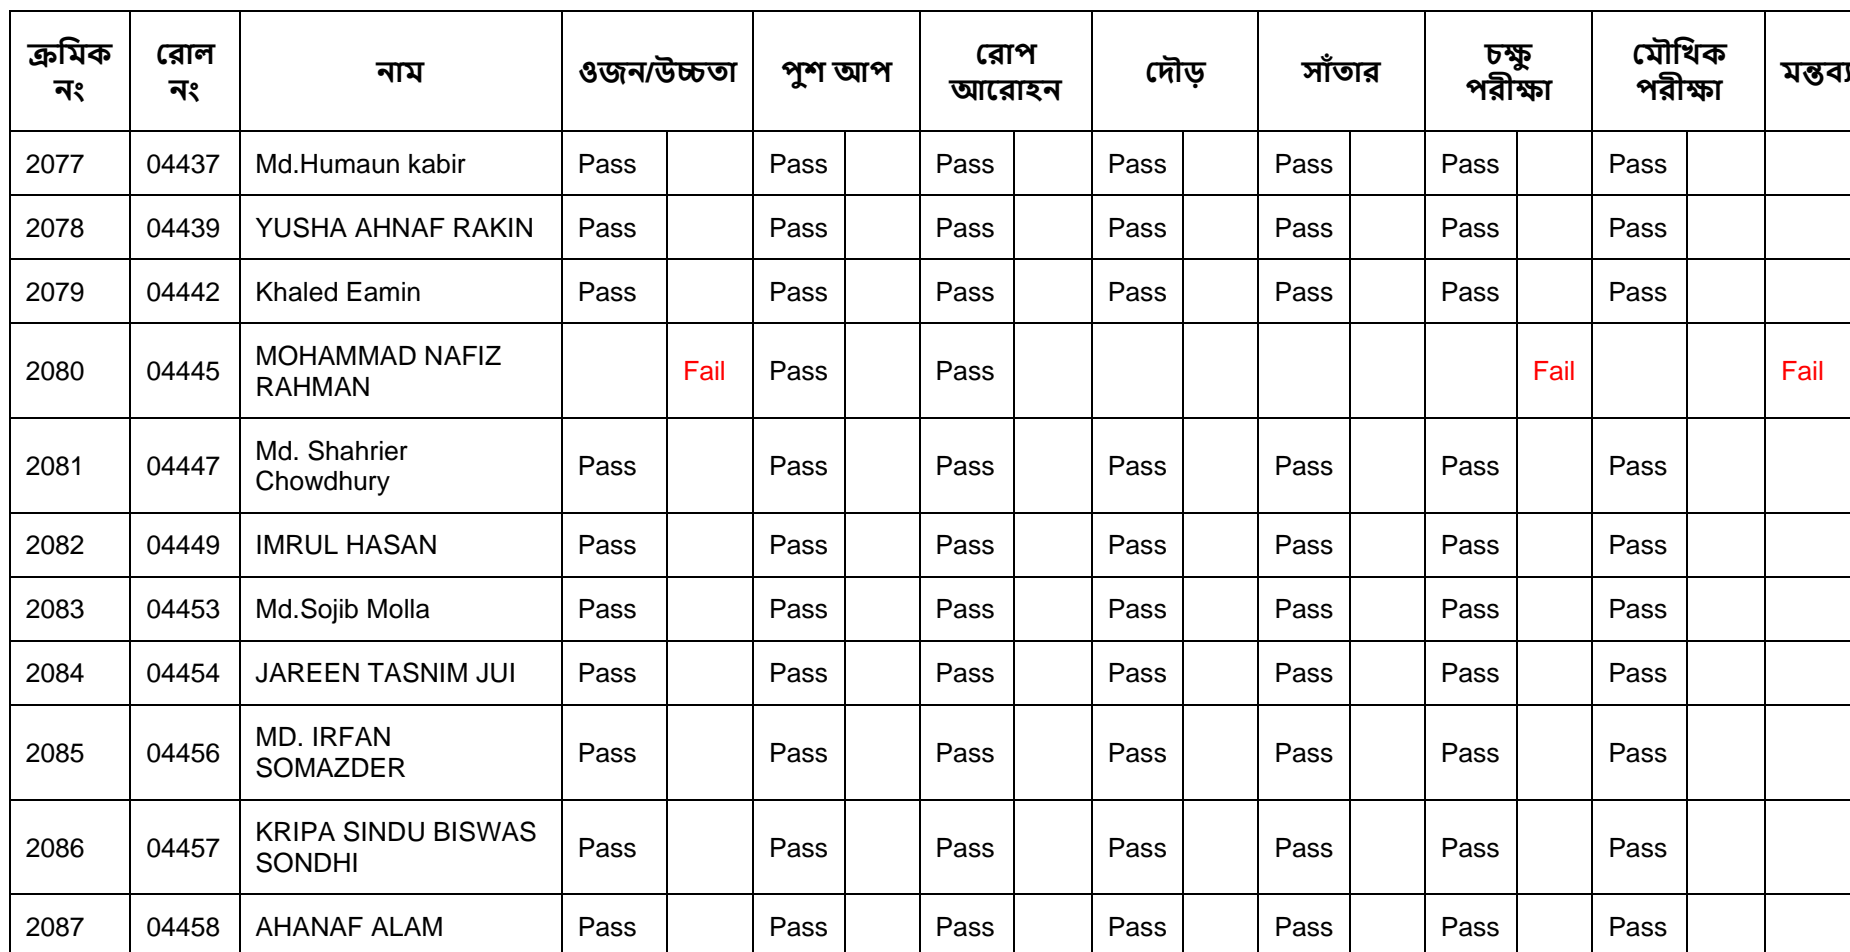 ক্রমিক নং রোল নং নাম ওজন/উচ্চতা পুশ আপ রোপ আরোহন দৌড় সাঁতার চক্ষু পরীক্ষা মৌখিক পরীক্ষা মন্তব্য
2077 04437 Md.Humaun kabir Pass Pass Pass Pass Pass Pass Pass
2078 04439 YUSHA AHNAF RAKIN Pass Pass Pass Pass Pass Pass Pass
2079 04442 Khaled Eamin Pass Pass Pass Pass Pass Pass Pass
2080 04445 MOHAMMAD NAFIZ RAHMAN Fail Pass Pass Fail Fail
2081 04447 Md. Shahrier Chowdhury Pass Pass Pass Pass Pass Pass Pass
2082 04449 IMRUL HASAN Pass Pass Pass Pass Pass Pass Pass
2083 04453 Md.Sojib Molla Pass Pass Pass Pass Pass Pass Pass
2084 04454 JAREEN TASNIM JUI Pass Pass Pass Pass Pass Pass Pass
2085 04456 MD. IRFAN SOMAZDER Pass Pass Pass Pass Pass Pass Pass
2086 04457 KRIPA SINDU BISWAS SONDHI Pass Pass Pass Pass Pass Pass Pass
2087 04458 AHANAF ALAM Pass Pass Pass Pass Pass Pass Pass